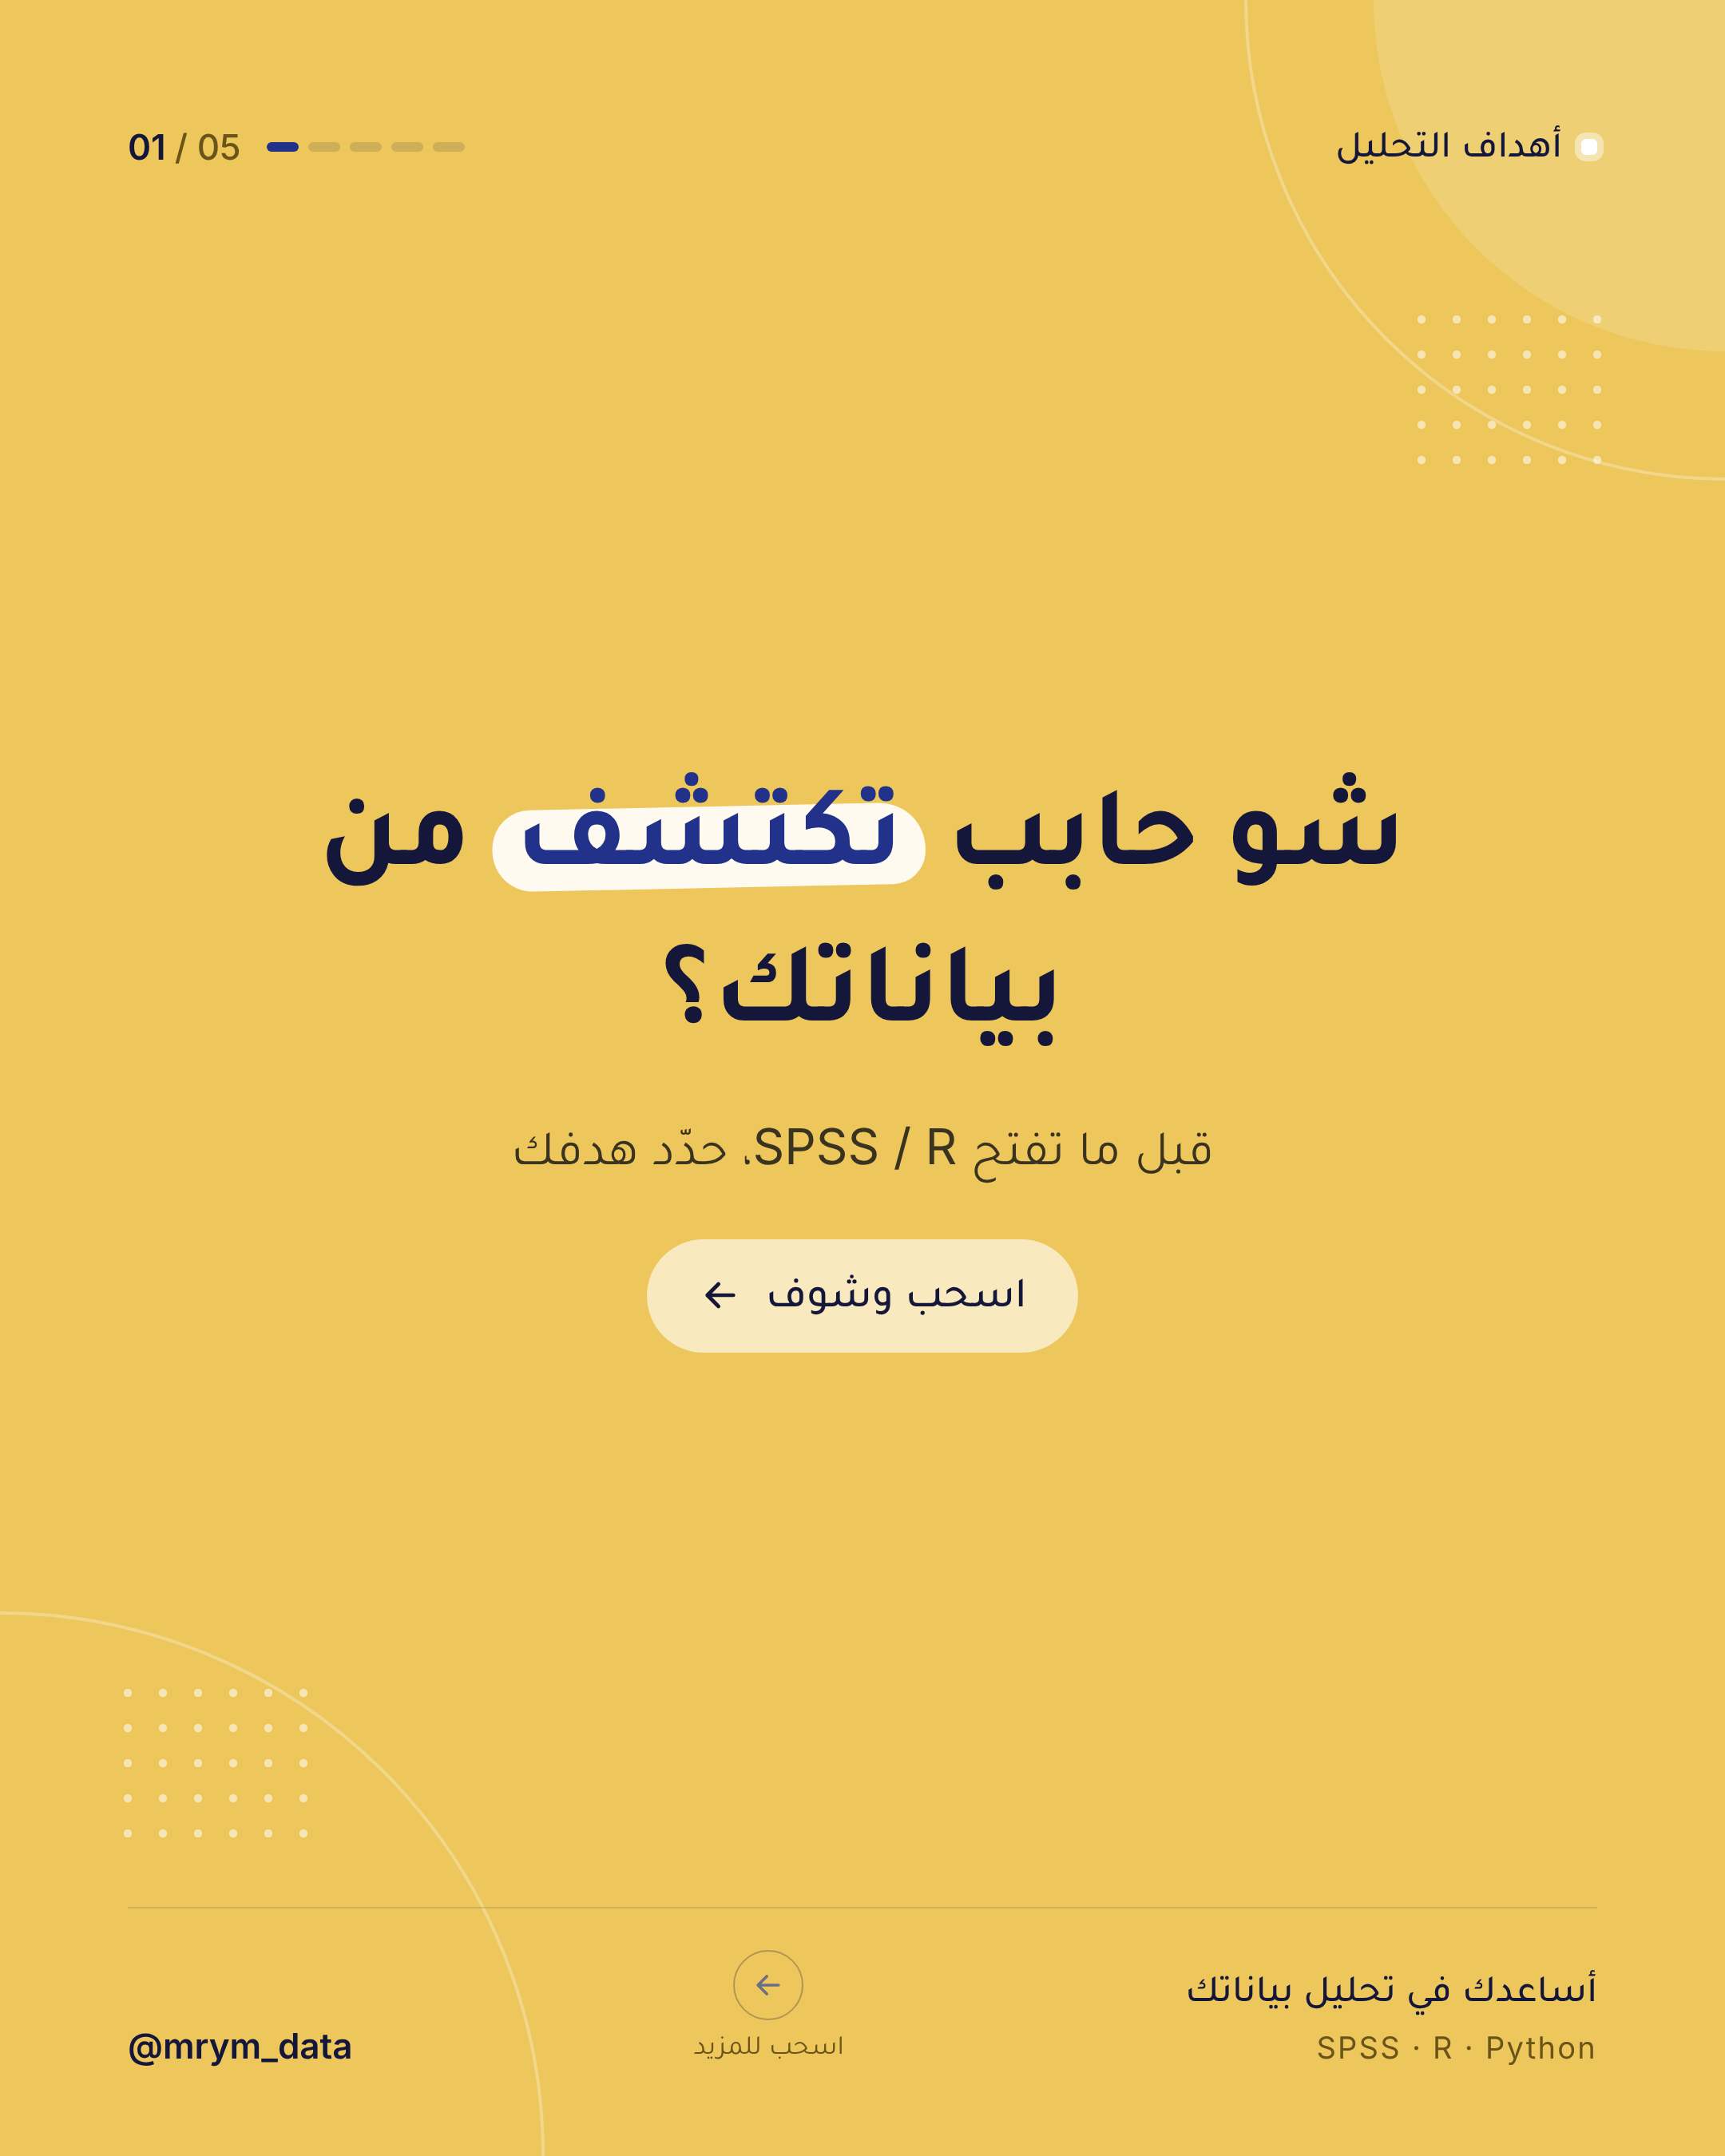 أهداف التحليل
01 / 05
شو حابب تكتشف من
بياناتك؟
قبل ما تفتح SPSS / R، حدّد هدفك
اسحب وشوف ←
أساعدك في تحليل بياناتك
SPSS · R · Python
←
اسحب للمزيد
@mrym_data